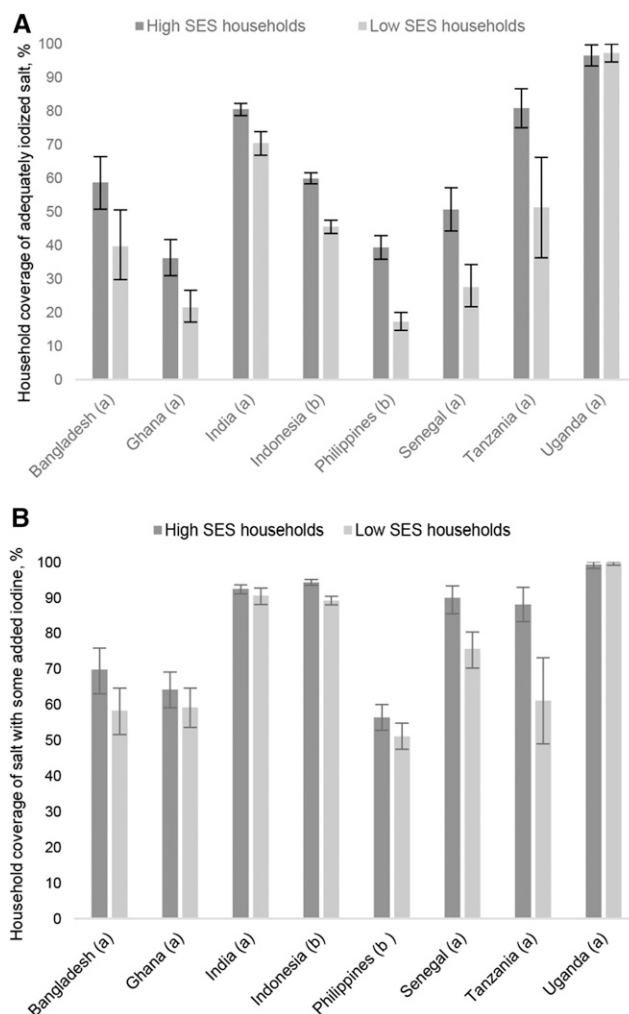 A
High SES households Low SES households
Household coverage of adequately iodized salt, %
100
90
80
70
60
50
40
30
20
10
0
Bangladesh (a)
Ghana (a)
India (a)
Indonesia (b)
Philippines (b)
Senegal (a)
Tanzania (a)
Uganda (a)
B
High SES households Low SES households
Household coverage of salt with some added iodine, %
100
90
80
70
60
50
40
30
20
10
0
Bangladesh (a)
Ghana (a)
India (a)
Indonesia (b)
Philippines (b )
Senegal (a)
Tanzania (a)
Uganda (a)